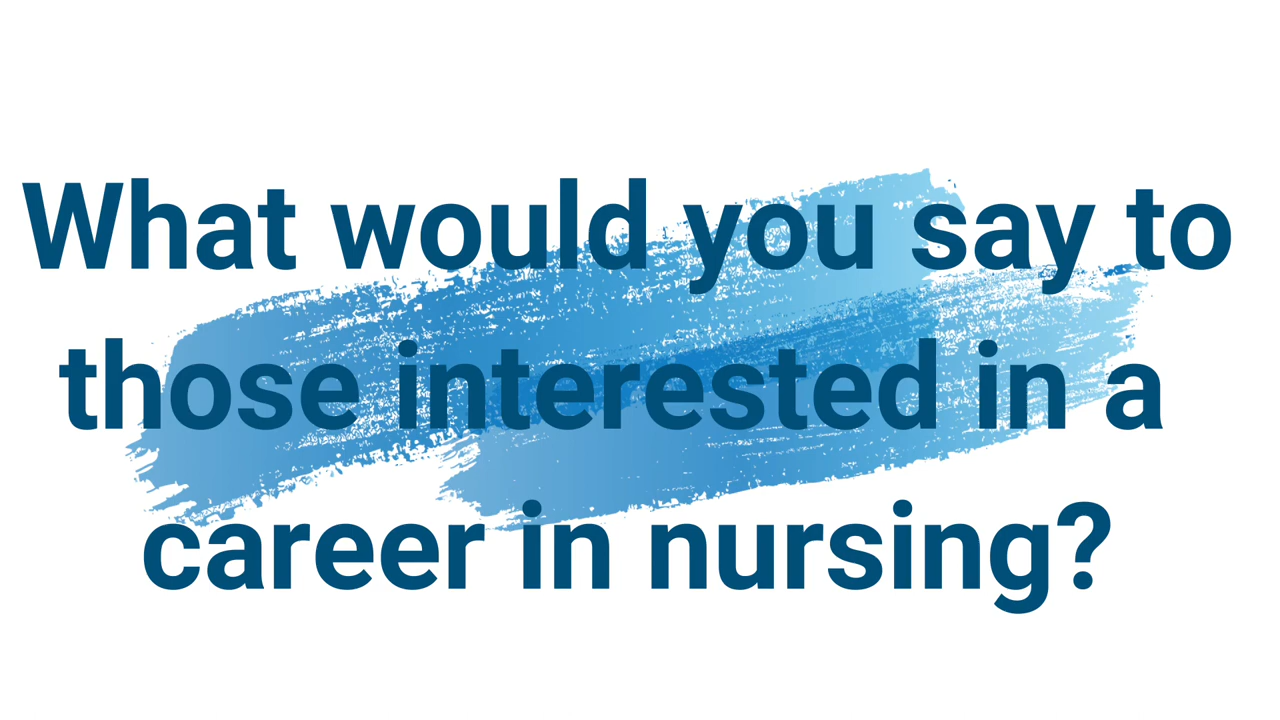 What would you say to
those interested in a
career in nursing?